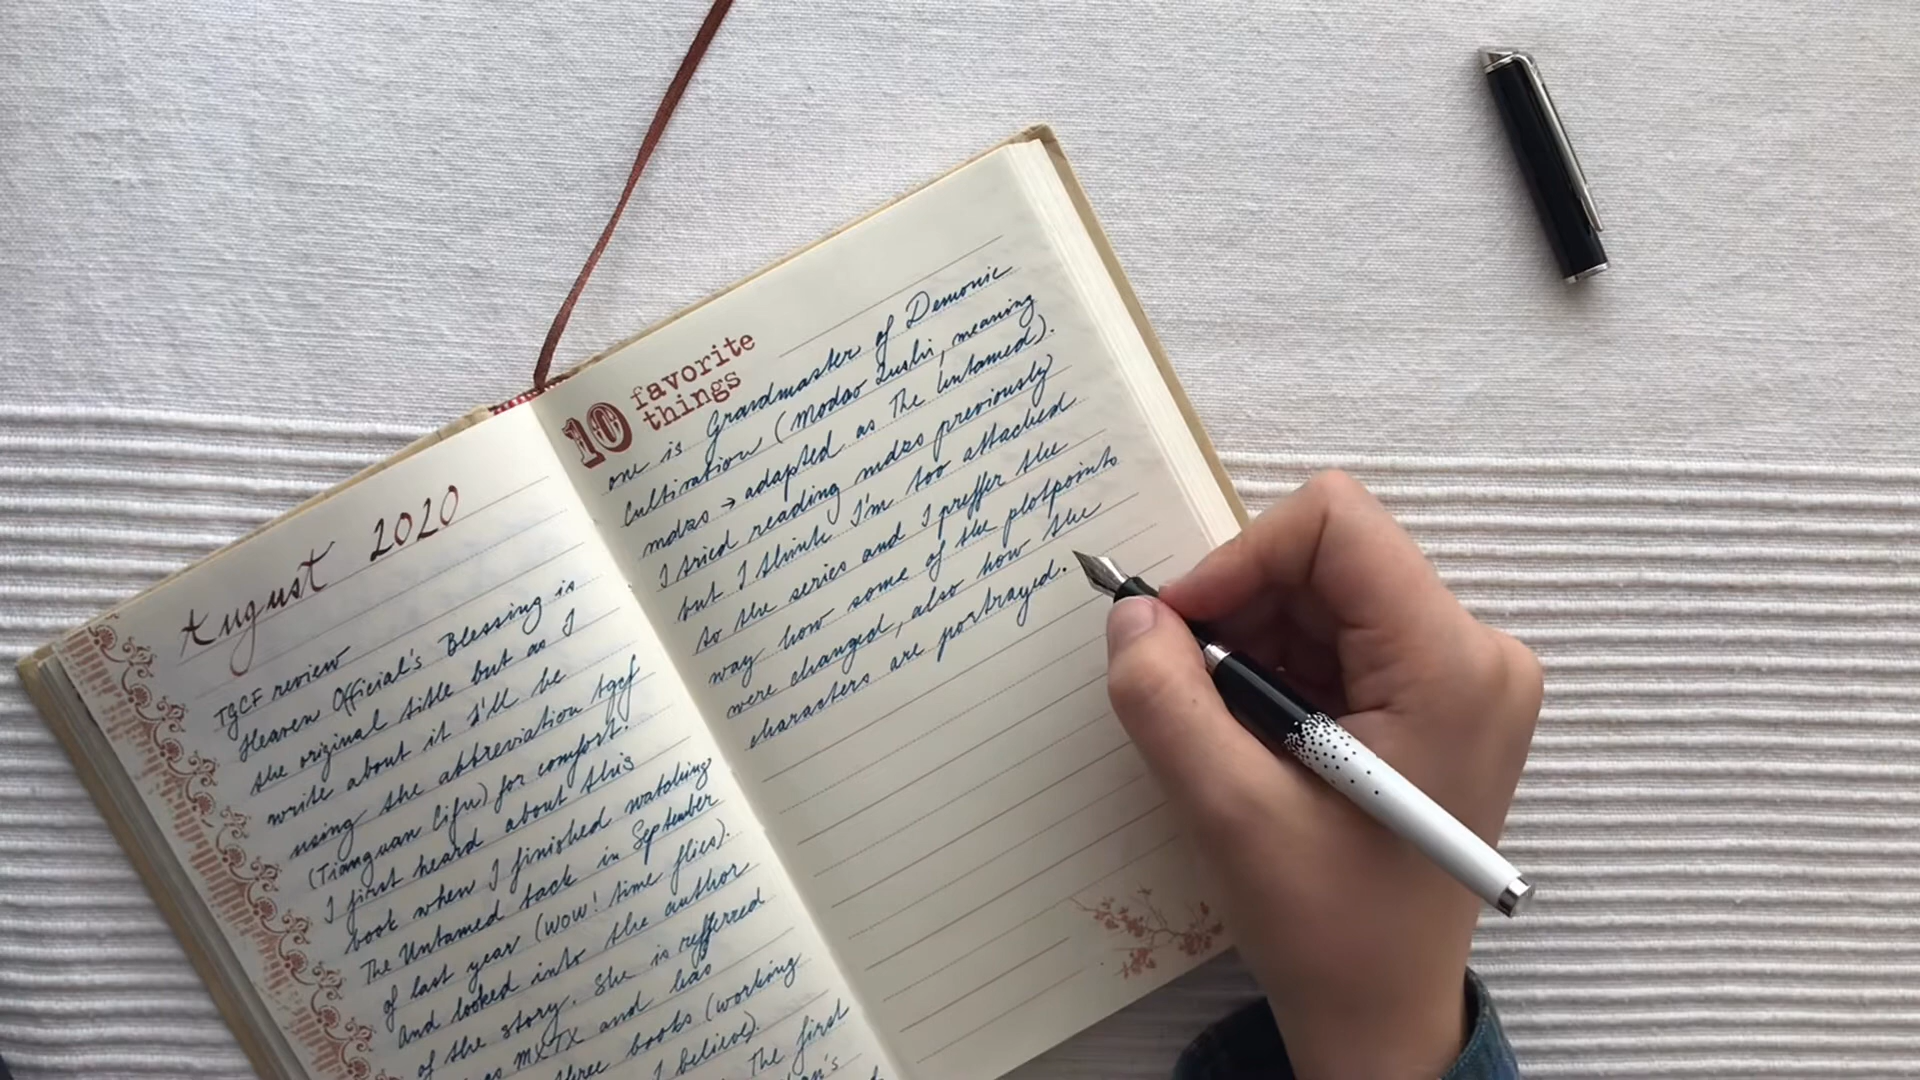 August 2020
TGCF review
Heaven Official's Blessing is
the original title but as I
write about it I'll be
using the abbreviation tgcf
(Tianguan Cifu) for comfort.
I first heard about this
book when I finished watching
The Untamed back in September
of last year (wow! time flies).
And looked into the author
of the story. She is refferred
as MXTX and has
three books (working
I believe). The first
10 favorite
things
one is Grandmaster of Demonic
Cultivation (Modao Zushi, meaning
mdzs → adapted as The Untamed).
I tried reading mdzs previously
but I think I'm too attached
to the series and I preffer the
way how some of the plotpoints
were changed, also how the
characters are portrayed.